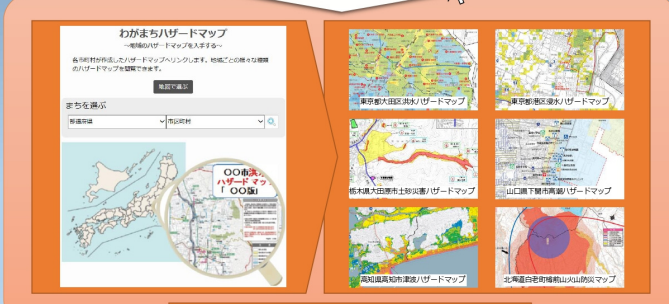 わがまちハザードマップ
～地域のハザードマップを入手する～
各市町村が作成したハザードマップへリンクします。地域ごとの様々な種類
のハザードマップを閲覧できます。
地図で選ぶ
まちを選ぶ
都道府県 市区町村
〇〇市洪
ハザードマッ
「〇〇版」
東京都大田区洪水ハザードマップ
東京都港区浸水ハザードマップ
栃木県大田原市土砂災害ハザードマップ
山口県下関市高潮ハザードマップ
高知県高知市津波ハザードマップ
北海道白老町樽前山火山防災マップ